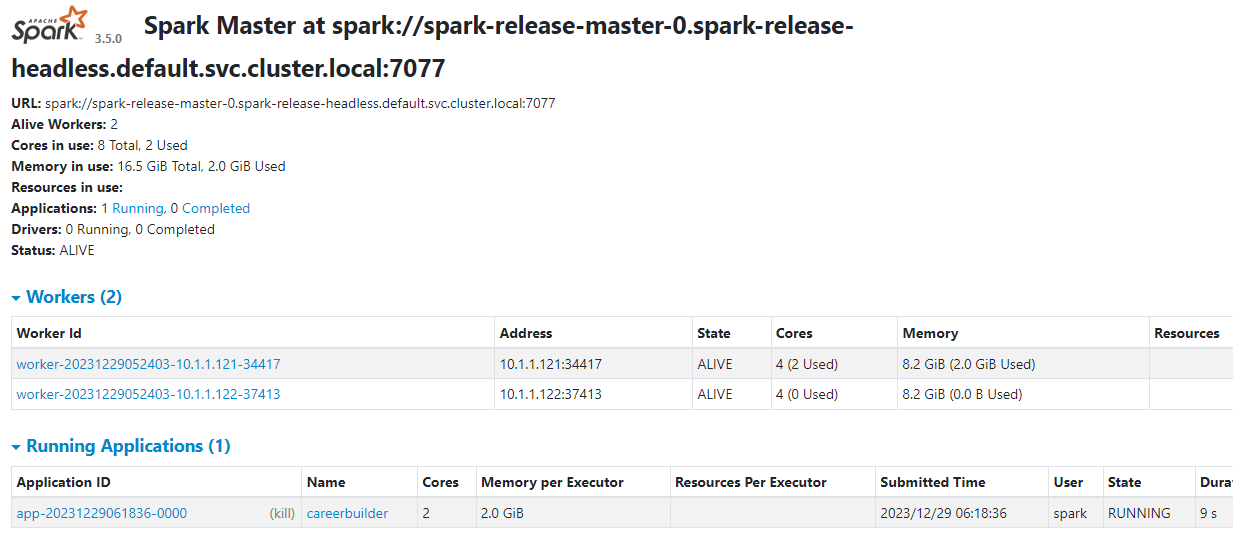 APACHE
Spark 3.5.0 Spark Master at spark://spark-release-master-0.spark-release-
headless.default.svc.cluster.local:7077
URL: spark://spark-release-master-0.spark-release-headless.default.svc.cluster.local:7077
Alive Workers: 2
Cores in use: 8 Total, 2 Used
Memory in use: 16.5 GiB Total, 2.0 GiB Used
Resources in use:
Applications: 1 Running, 0 Completed
Drivers: 0 Running, 0 Completed
Status: ALIVE
Workers (2)
Worker Id Address State Cores Memory Resources
worker-20231229052403-10.1.1.121-34417 10.1.1.121:34417 ALIVE 4 (2 Used) 8.2 GiB (2.0 GiB Used)
worker-20231229052403-10.1.1.122-37413 10.1.1.122:37413 ALIVE 4 (0 Used) 8.2 GiB (0.0 B Used)
Running Applications (1)
Application ID Name Cores Memory per Executor Resources Per Executor Submitted Time User State Dura
app-20231229061836-0000 (kill) careerbuilder 2 2.0 GiB 2023/12/29 06:18:36 spark RUNNING 9 s